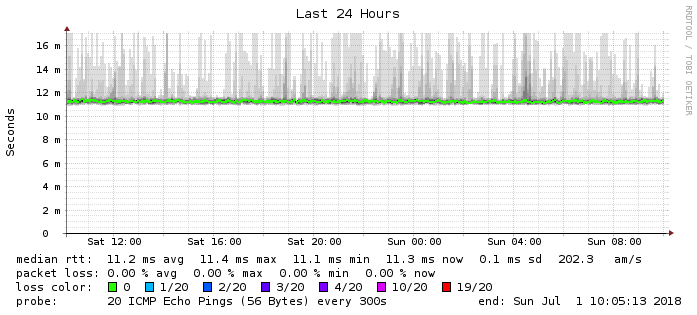 Last 24 Hours
RRDTOOL / TOBI OETIKER
Seconds
16 m
14 m
12 m
10 m
8 m
6 m
4 m
2 m
0
Sat 12:00 Sat 16:00 Sat 20:00 Sun 00:00 Sun 04:00 Sun 08:00
median rtt: 11.2 ms avg 11.4 ms max 11.1 ms min 11.3 ms now 0.1 ms sd 202.3 am/s
packet loss: 0.00 % avg 0.00 % max 0.00 % min 0.00 % now
loss color: 0 1/20 2/20 3/20 4/20 10/20 19/20
probe: 20 ICMP Echo Pings (56 Bytes) every 300s end: Sun Jul 1 10:05:13 2018